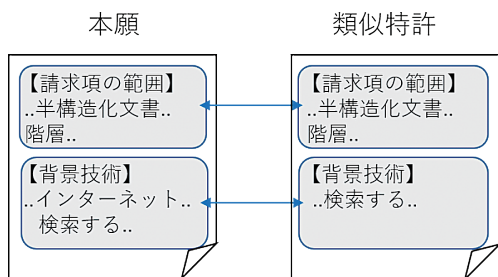 本願
【請求項の範囲】
..半構造化文書..
階層..
【背景技術】
..インターネット..
検索する..
類似特許
【請求項の範囲】
..半構造化文書..
階層..
【背景技術】
..検索する..